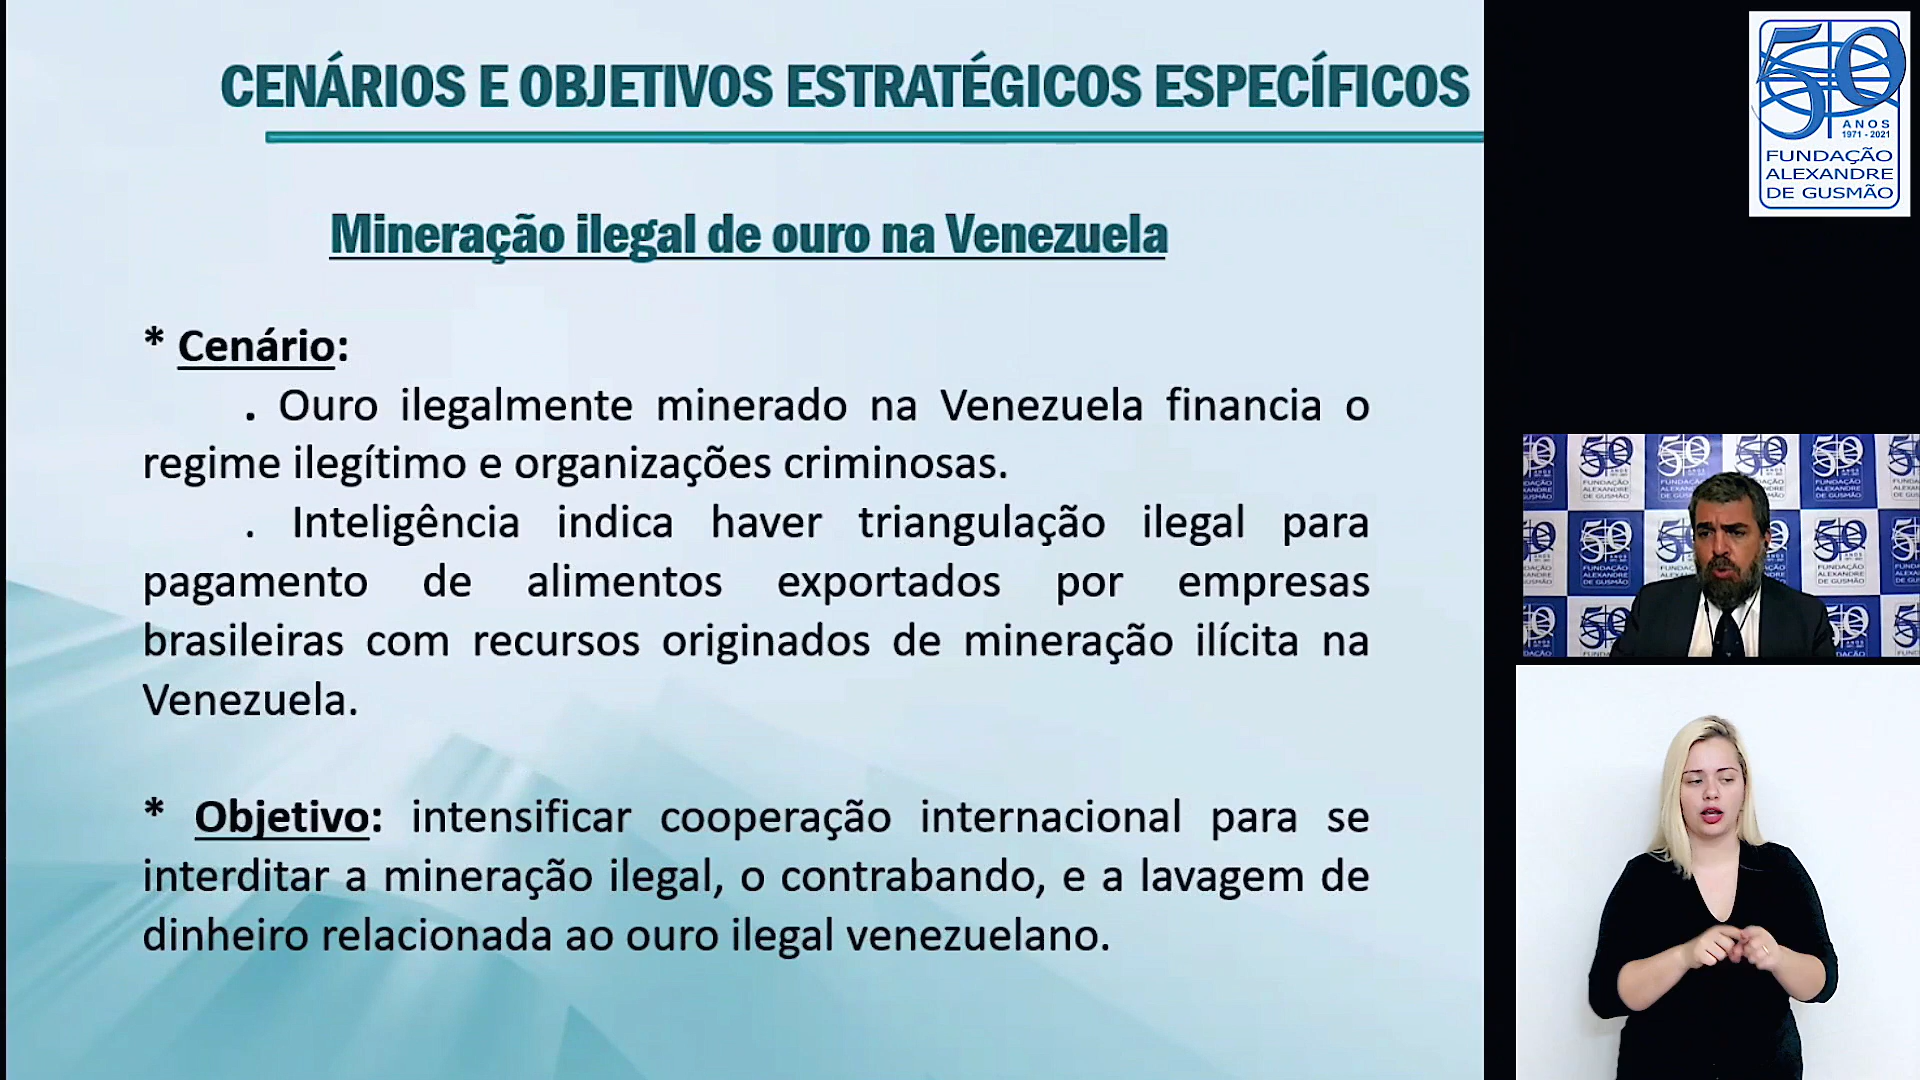 CENÁRIOS E OBJETIVOS ESTRATÉGICOS ESPECÍFICOS
Mineração ilegal de ouro na Venezuela
* Cenário:
. Ouro ilegalmente minerado na Venezuela financia o
regime ilegítimo e organizações criminosas.
. Inteligência indica haver triangulação ilegal para
pagamento de alimentos exportados por empresas
brasileiras com recursos originados de mineração ilícita na
Venezuela.
* Objetivo: intensificar cooperação internacional para se
interditar a mineração ilegal, o contrabando, e a lavagem de
dinheiro relacionada ao ouro ilegal venezuelano.
50
ANOS
1971 - 2021
FUNDAÇÃO
ALEXANDRE
DE GUSMÃO